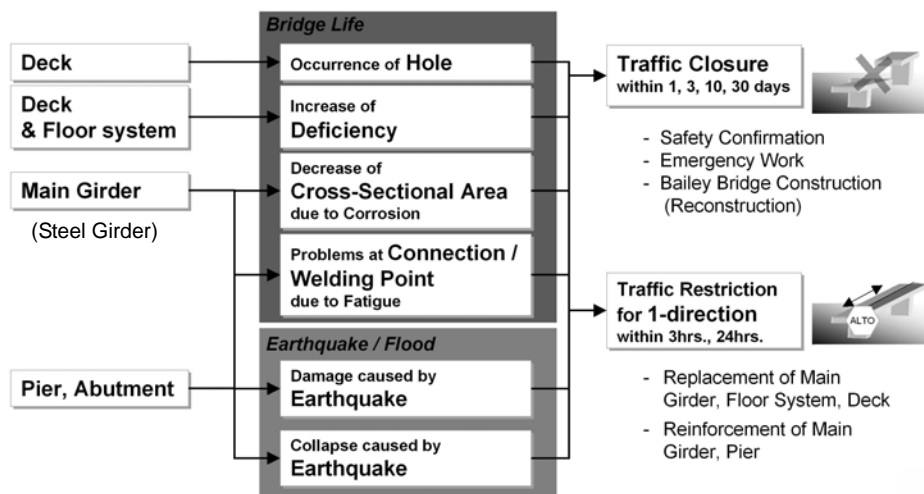 Bridge Life
Deck
Occurrence of Hole
Deck
& Floor system
Increase of
Deficiency
Main Girder
(Steel Girder)
Decrease of
Cross-Sectional Area
due to Corrosion
Problems at Connection /
Welding Point
due to Fatigue
Earthquake / Flood
Pier, Abutment
Damage caused by
Earthquake
Collapse caused by
Earthquake
Traffic Closure
within 1, 3, 10, 30 days
- Safety Confirmation
- Emergency Work
- Bailey Bridge Construction
(Reconstruction)
Traffic Restriction
for 1-direction
within 3hrs., 24hrs.
ALTO
- Replacement of Main
Girder, Floor System, Deck
- Reinforcement of Main
Girder, Pier